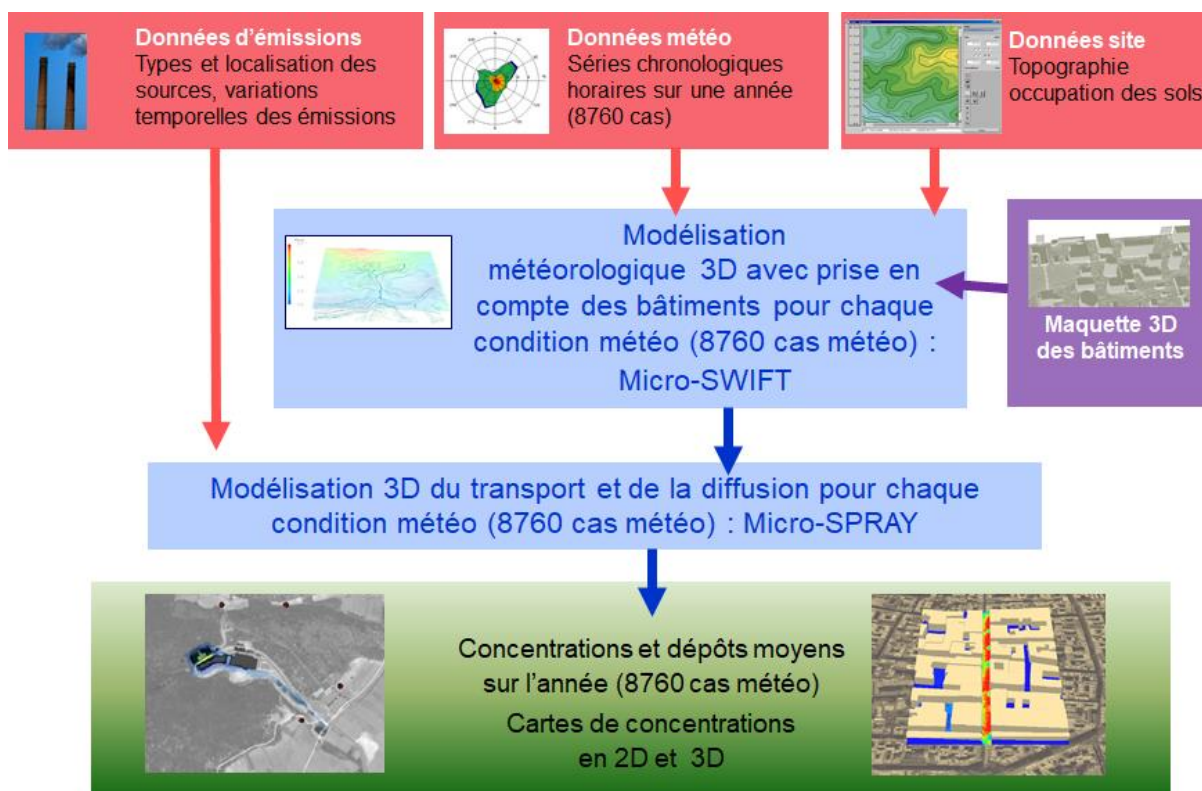 Données d'émissions
Types et localisation des
sources, variations
temporelles des émissions
Données météo
Séries chronologiques
horaires sur une année
(8760 cas)
Données site
Topographie
occupation des sols
Modélisation
météorologique 3D avec prise en
compte des bâtiments pour chaque
condition météo (8760 cas météo) :
Micro-SWIFT
Maquette 3D
des bâtiments
Modélisation 3D du transport et de la diffusion pour chaque
condition météo (8760 cas météo) : Micro-SPRAY
Concentrations et dépôts moyens
sur l'année (8760 cas météo)
Cartes de concentrations
en 2D et 3D